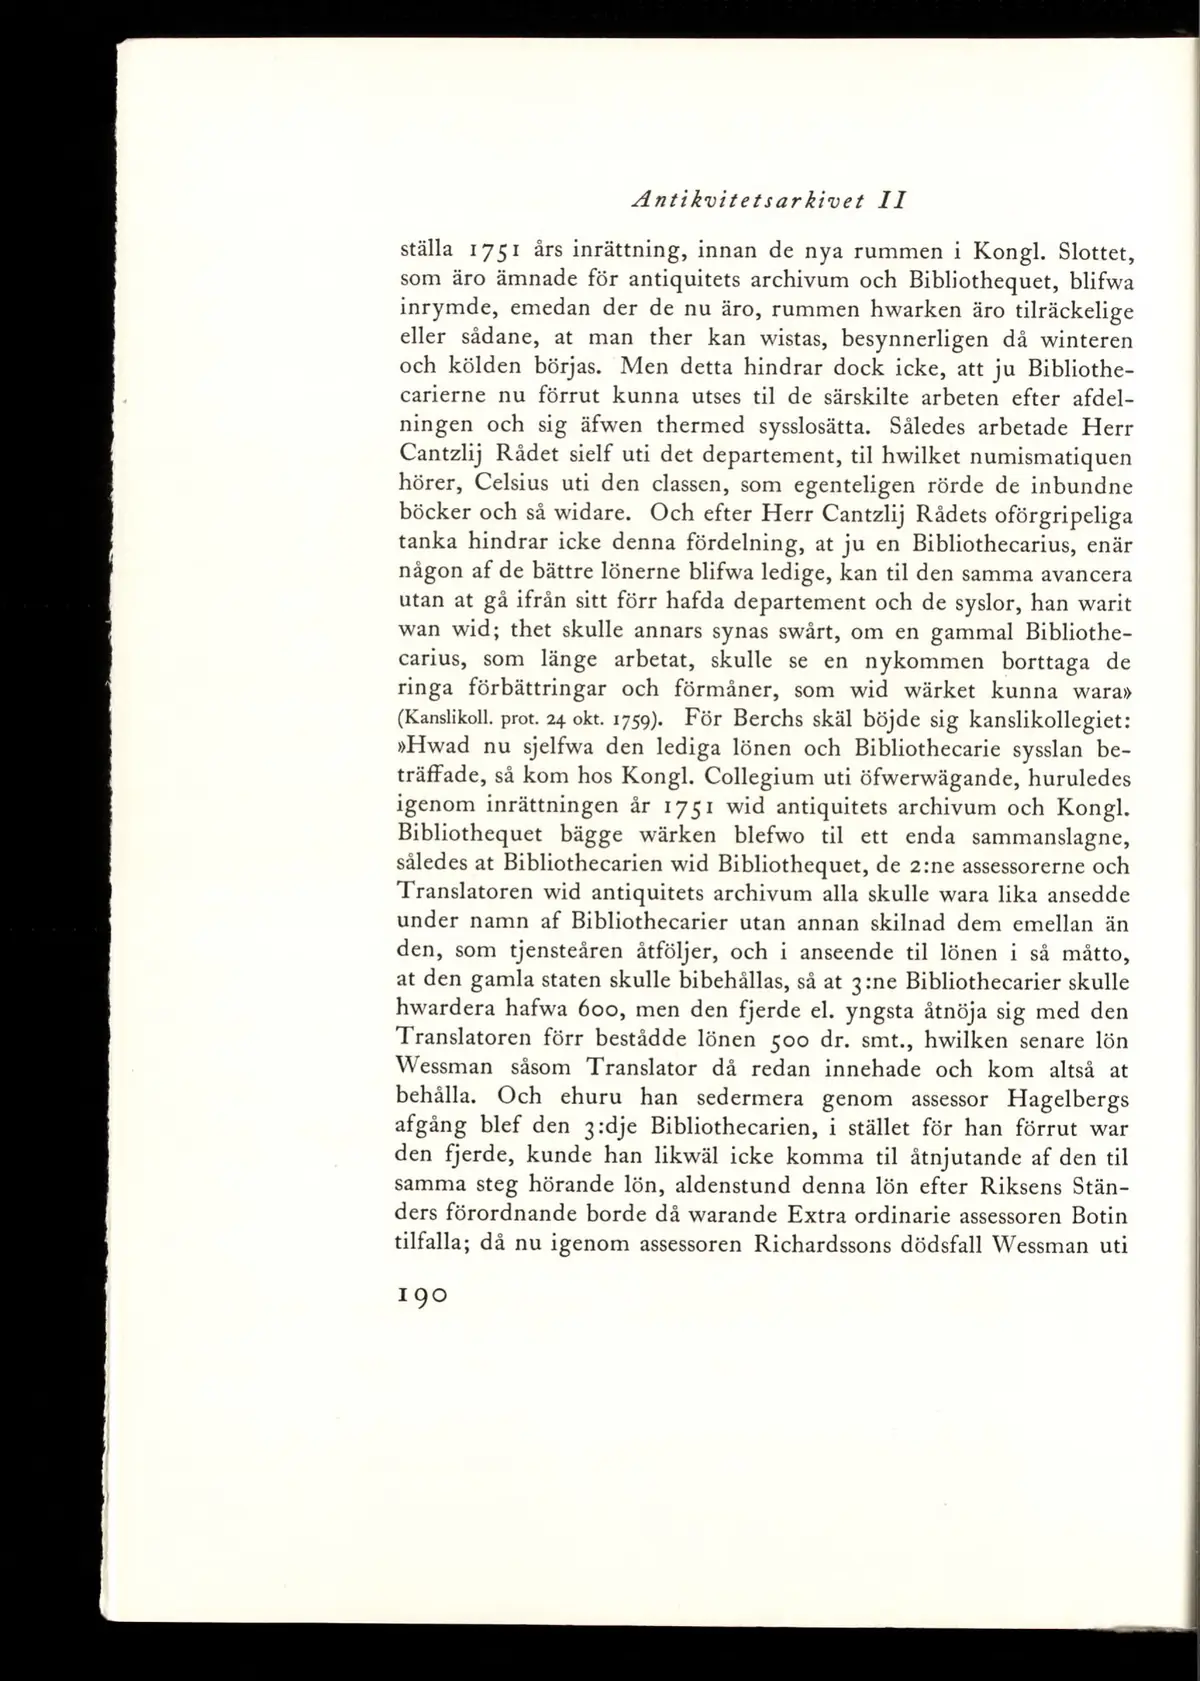 Antikvitetsarkivet II
ställa 1751 års inrättning, innan de nya rummen i Kongl. Slottet,
som äro ämnade för antiquitets archivum och Bibliothequet, blifwa
inrymde, emedan der de nu äro, rummen hwarken äro tilräckelige
eller sådane, at man ther kan wistas, besynnerligen då winteren
och kölden börjas. Men detta hindrar dock icke, att ju Bibliothe-
carierne nu förrut kunna utses til de särskilte arbeten efter afdel-
ningen och sig äfwen thermed sysslosätta. Således arbetade Herr
Cantzlij Rådet sielf uti det departement, til hwilket numismatiquen
hörer, Celsius uti den classen, som egenteligen rörde de inbundne
böcker och så widare. Och efter Herr Cantzlij Rådets oförgripeliga
tanka hindrar icke denna fördelning, at ju en Bibliothecarius, enär
någon af de bättre lönerne blifwa ledige, kan til den samma avancera
utan at gå ifrån sitt förr hafda departement och de syslor, han warit
wan wid; thet skulle annars synas swårt, om en gammal Bibliothe-
carius, som länge arbetat, skulle se en nykommen borttaga de
ringa förbättringar och förmåner, som wid wärket kunna wara»
(Kanslikoll. prot. 24 okt. 1759). För Berchs skäl böjde sig kanslikollegiet:
»Hwad nu sjelfwa den lediga lönen och Bibliothecarie sysslan be-
träffade, så kom hos Kongl. Collegium uti öfwerwägande, huruledes
igenom inrättningen år 1751 wid antiquitets archivum och Kongl.
Bibliothequet bägge wärken blefwo til ett enda sammanslagne,
således at Bibliothecarien wid Bibliothequet, de 2:ne assessorerne och
Translatoren wid antiquitets archivum alla skulle wara lika ansedde
under namn af Bibliothecarier utan annan skilnad dem emellan än
den, som tjensteåren åtföljer, och i anseende til lönen i så måtto,
at den gamla staten skulle bibehållas, så at 3:ne Bibliothecarier skulle
hwardera hafwa 600, men den fjerde el. yngsta åtnöja sig med den
Translatoren förr bestådde lönen 500 dr. smt., hwilken senare lön
Wessman såsom Translator då redan innehade och kom altså at
behålla. Och ehuru han sedermera genom assessor Hagelbergs
afgång blef den 3:dje Bibliothecarien, i stället för han förrut war
den fjerde, kunde han likwäl icke komma til åtnjutande af den til
samma steg hörande lön, aldenstund denna lön efter Riksens Stän-
ders förordnande borde då warande Extra ordinarie assessoren Botin
tilfalla; då nu igenom assessoren Richardssons dödsfall Wessman uti
190